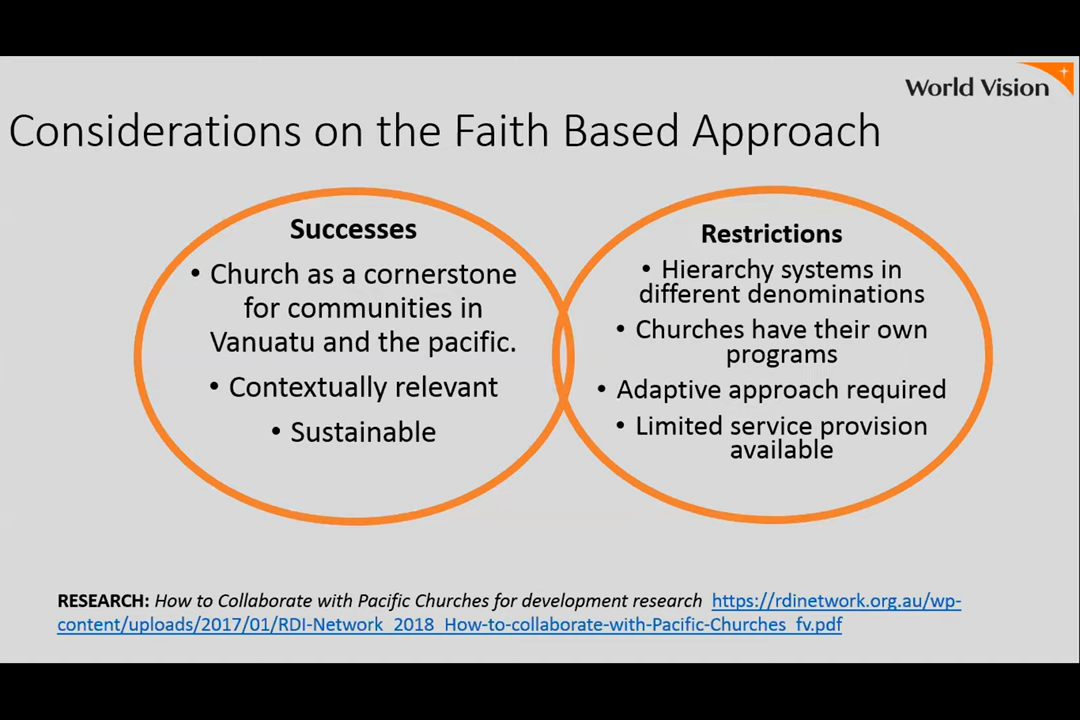 World Vision
Considerations on the Faith Based Approach
Successes
• Church as a cornerstone
for communities in
Vanuatu and the pacific.
• Contextually relevant
• Sustainable
Restrictions
• Hierarchy systems in
different denominations
• Churches have their own
programs
• Adaptive approach required
• Limited service provision
available
RESEARCH: How to Collaborate with Pacific Churches for development research https://rdinetwork.org.au/wp-
content/uploads/2017/01/RDI-Network_2018_How-to-collaborate-with-Pacific-Churches_fv.pdf